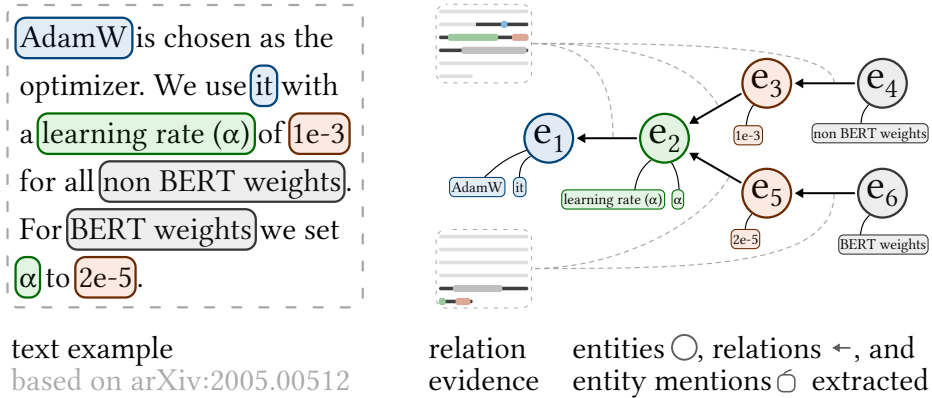 AdamW is chosen as the
optimizer. We use it with
a learning rate (α) of 1e-3
for all non BERT weights.
For BERT weights we set
α to 2e-5.
e1
AdamW
it
e2
learning rate (α)
α
e3
1e-3
e4
non BERT weights
e5
2e-5
e6
BERT weights
text example
based on arXiv:2005.00512
relation
evidence
entities , relations ←, and
entity mentions extracted